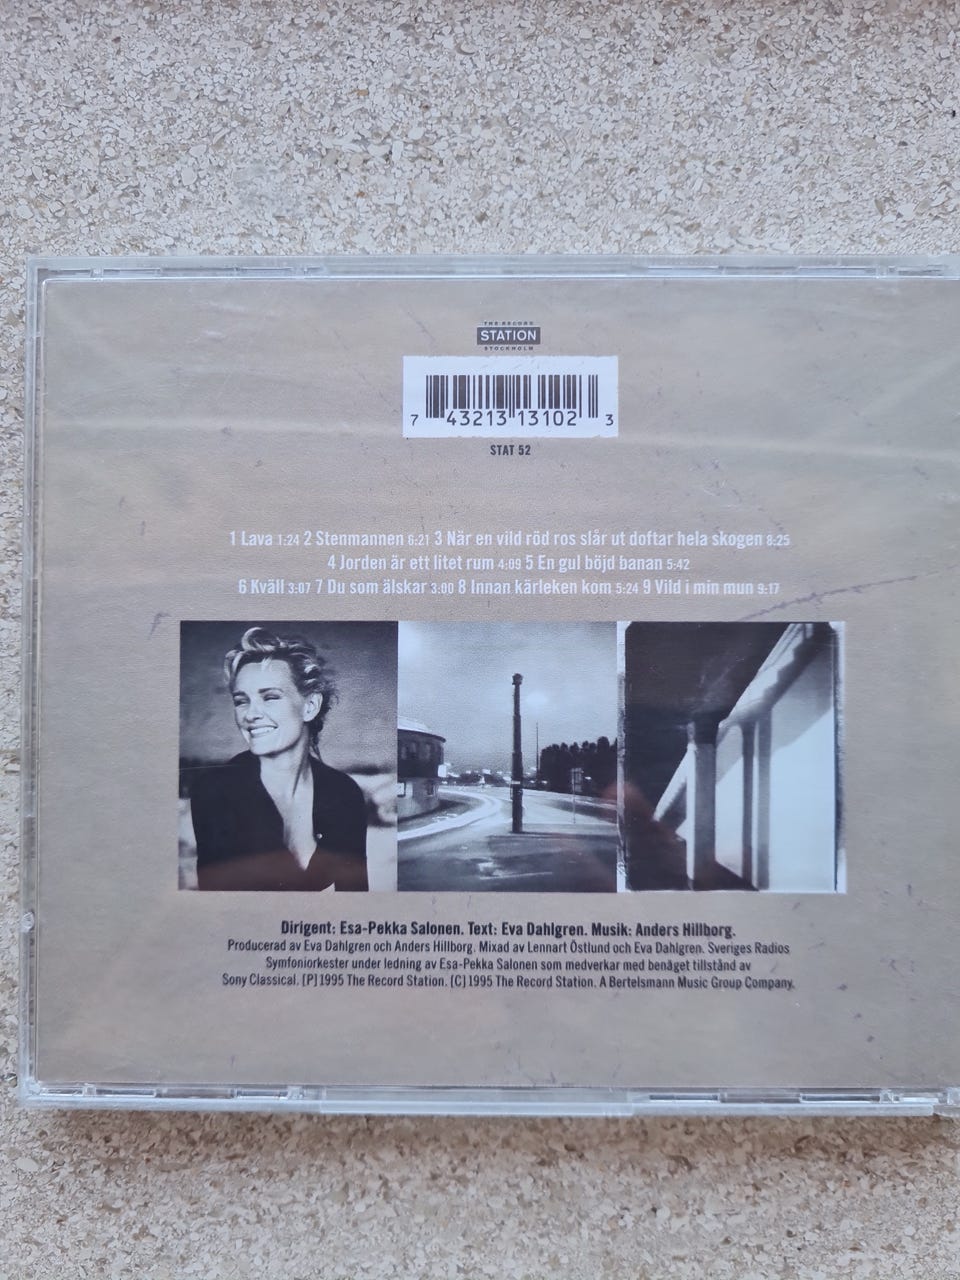 THE RECORD
STATION
STOCKHOLM
7 43213 13102 3
STAT 52
1 Lava 1:24 2 Stenmannen 6:21 3 När en vild röd ros slår ut doftar hela skogen 8:25
4 Jorden är ett litet rum 4:09 5 En gul böjd banan 5:42
6 Kväll 3:07 7 Du som älskar 3:00 8 Innan kärleken kom 5:24 9 Vild i min mun 9:17
Dirigent: Esa-Pekka Salonen. Text: Eva Dahlgren. Musik: Anders Hillborg.
Producerad av Eva Dahlgren och Anders Hillborg. Mixad av Lennart Östlund och Eva Dahlgren. Sveriges Radios
Symfoniorkester under ledning av Esa-Pekka Salonen som medverkar med benäget tillstånd av
Sony Classical. [P] 1995 The Record Station. [C] 1995 The Record Station. A Bertelsmann Music Group Company.